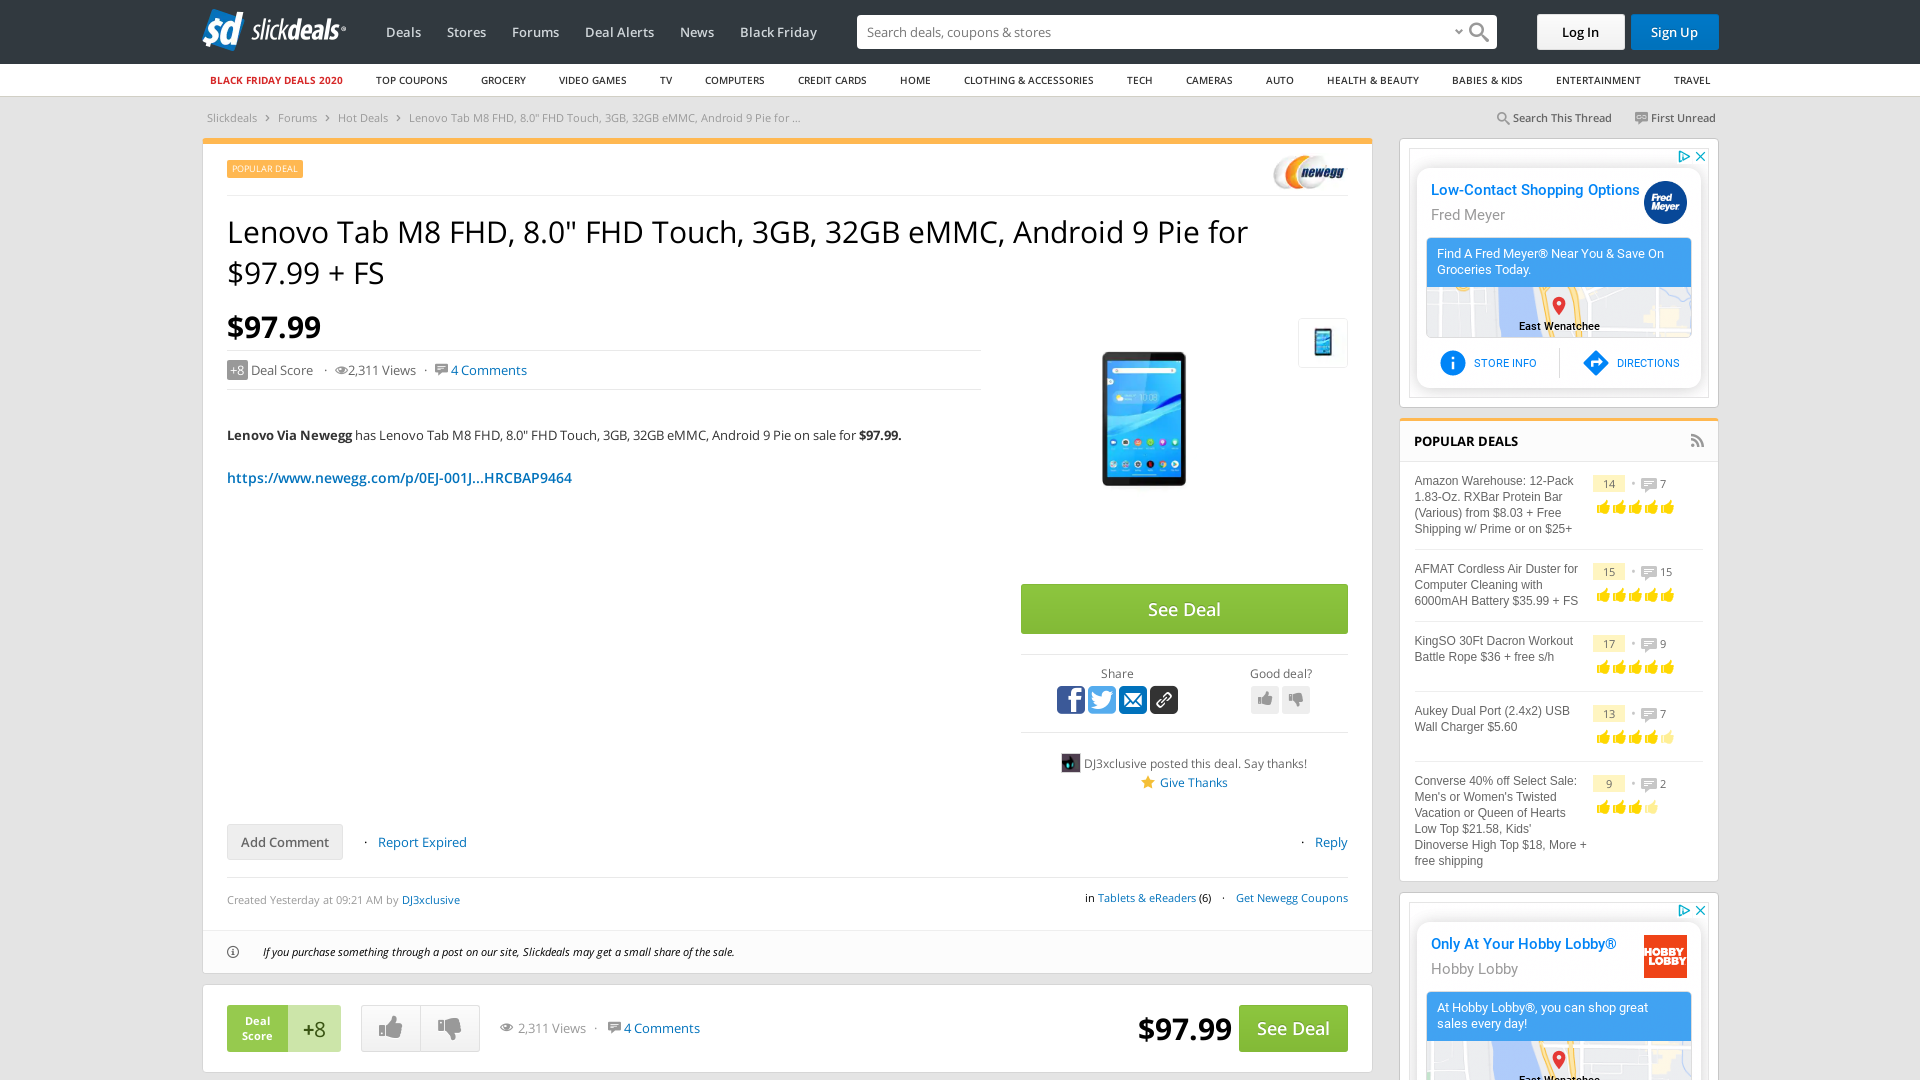 sd slickdeals
Deals Stores Forums Deal Alerts News Black Friday
Search deals, coupons & stores
Log In Sign Up
BLACK FRIDAY DEALS 2020 TOP COUPONS GROCERY VIDEO GAMES TV COMPUTERS CREDIT CARDS HOME CLOTHING & ACCESSORIES TECH CAMERAS AUTO HEALTH & BEAUTY BABIES & KIDS ENTERTAINMENT TRAVEL
Slickdeals > Forums > Hot Deals > Lenovo Tab M8 FHD, 8.0" FHD Touch, 3GB, 32GB eMMC, Android 9 Pie for ...
Search This Thread First Unread
POPULAR DEAL
newegg
Lenovo Tab M8 FHD, 8.0" FHD Touch, 3GB, 32GB eMMC, Android 9 Pie for
$97.99 + FS
$97.99
+8 Deal Score · 2,311 Views · 4 Comments
Lenovo Via Newegg has Lenovo Tab M8 FHD, 8.0" FHD Touch, 3GB, 32GB eMMC, Android 9 Pie on sale for $97.99.
https://www.newegg.com/p/0EJ-001J...HRCBAP9464
See Deal
Share
Good deal?
DJ3xclusive posted this deal. Say thanks!
Give Thanks
Add Comment · Report Expired
· Reply
Created Yesterday at 09:21 AM by DJ3xclusive
in Tablets & eReaders (6) · Get Newegg Coupons
If you purchase something through a post on our site, Slickdeals may get a small share of the sale.
Deal
Score
+8
2,311 Views · 4 Comments
$97.99 See Deal
Low-Contact Shopping Options
Fred Meyer
Fred
Meyer
Find A Fred Meyer® Near You & Save On
Groceries Today.
East Wenatchee
STORE INFO DIRECTIONS
POPULAR DEALS
Amazon Warehouse: 12-Pack
1.83-Oz. RXBar Protein Bar
(Various) from $8.03 + Free
Shipping w/ Prime or on $25+
14 • 7
AFMAT Cordless Air Duster for
Computer Cleaning with
6000mAH Battery $35.99 + FS
15 • 15
KingSO 30Ft Dacron Workout
Battle Rope $36 + free s/h
17 • 9
Aukey Dual Port (2.4x2) USB
Wall Charger $5.60
13 • 7
Converse 40% off Select Sale:
Men's or Women's Twisted
Vacation or Queen of Hearts
Low Top $21.58, Kids'
Dinoverse High Top $18, More +
free shipping
9 • 2
Only At Your Hobby Lobby®
Hobby Lobby
HOBBY
LOBBY
At Hobby Lobby®, you can shop great
sales every day!
East Wenatchee